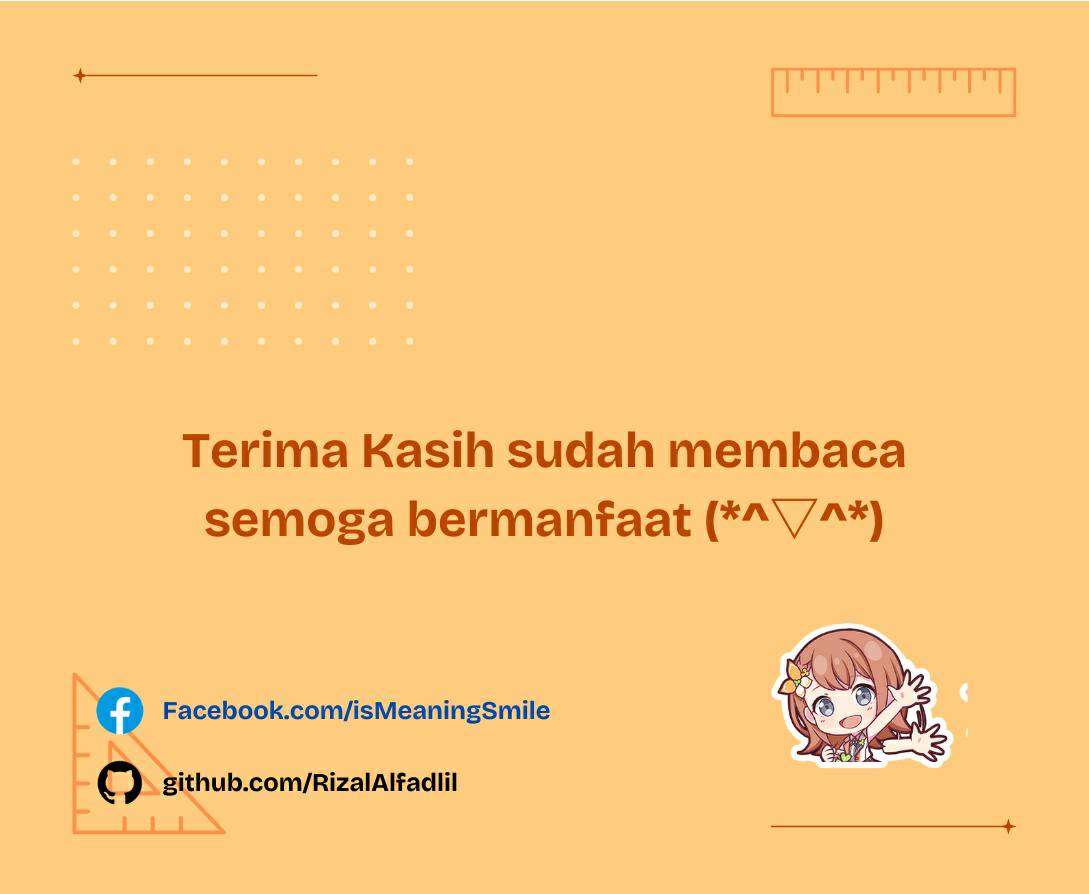 Terima Kasih sudah membaca
semoga bermanfaat (*^▽^*)
Facebook.com/isMeaningSmile
github.com/RizalAlfadlil